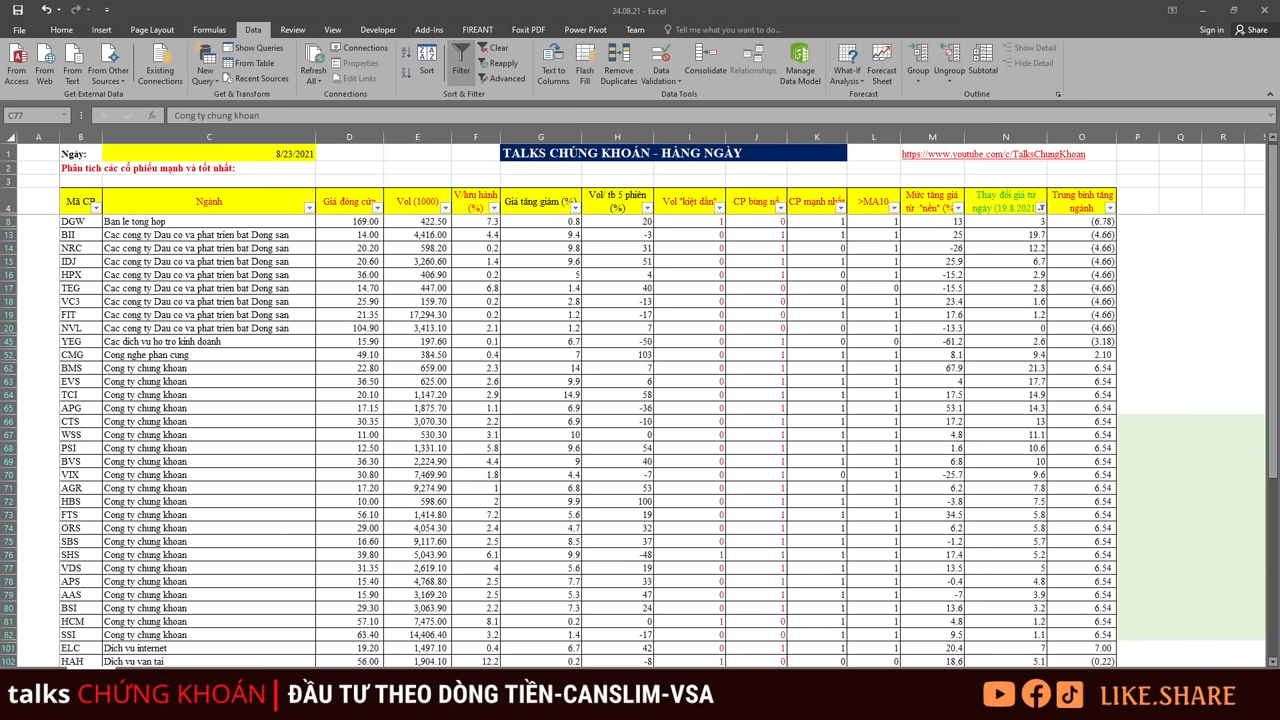 24.08.21 - Excel
File Home Insert Page Layout Formulas Data Review View Developer Add-Ins FIREANT Foxit PDF Power Pivot Team Tell me what you want to do... Sign in Share
From Access From Web From Text From Other Sources Existing Connections New Query Show Queries From Table Recent Sources Refresh All Connections Properties Edit Links Sort Filter Clear Reapply Advanced Text to Columns Flash Fill Remove Duplicates Data Validation Consolidate Relationships Manage Data Model What-If Analysis Forecast Sheet Group Ungroup Subtotal Show Detail Hide Detail
Get External Data Get & Transform Connections Sort & Filter Data Tools Forecast Outline
C77 fx Cong ty chung khoan
A B C D E F G H I J K L M N O P Q R S
1 Ngày: 8/23/2021 TALKS CHỨNG KHOÁN - HÀNG NGÀY https://www.youtube.com/c/TalksChungKhoan
2 Phân tích các cổ phiếu mạnh và tốt nhất:
3
4 Mã CP Ngành Giá đóng cử Vol (1000) V/lưu hành (%) Giá tăng giảm (%) Vol/ tb 5 phiên (%) Vol "kiệt dần" CP bùng nổ CP mạnh nhấ >MA10 Mức tăng giá từ "nền" (% Thay đổi giá từ ngày (19.8.2021 Trung bình tăng ngành
8 DGW Ban le tong hop 169.00 422.50 7.3 0.8 20 0 0 1 1 13 3 (6.78)
13 BII Cac cong ty Dau co va phat trien bat Dong san 14.00 4,416.00 4.4 9.4 -3 0 1 1 1 25 19.7 (4.66)
14 NRC Cac cong ty Dau co va phat trien bat Dong san 20.20 598.20 0.2 9.8 31 0 1 0 1 -26 12.2 (4.66)
15 IDJ Cac cong ty Dau co va phat trien bat Dong san 20.60 3,260.60 1.4 9.6 51 0 1 1 1 25.9 6.7 (4.66)
16 HPX Cac cong ty Dau co va phat trien bat Dong san 36.00 406.90 0.2 5 4 0 1 0 1 -15.2 2.9 (4.66)
17 TEG Cac cong ty Dau co va phat trien bat Dong san 14.70 447.00 6.8 1.4 40 0 0 0 1 -15.5 2.8 (4.66)
18 VC3 Cac cong ty Dau co va phat trien bat Dong san 25.90 159.70 0.2 2.8 -13 0 0 1 1 23.4 1.6 (4.66)
19 FIT Cac cong ty Dau co va phat trien bat Dong san 21.35 17,294.30 0.2 1.2 -17 0 0 1 1 17.6 1.2 (4.66)
20 NVL Cac cong ty Dau co va phat trien bat Dong san 104.90 3,413.10 2.1 1.2 7 0 0 0 1 -13.3 0 (4.66)
45 YEG Cac dich vu ho tro kinh doanh 15.90 197.60 0.1 6.7 -50 0 1 0 1 -61.2 2.6 (3.18)
52 CMG Cong nghe phan cung 49.10 384.50 0.4 7 103 0 1 1 1 8.1 9.4 2.10
62 BMS Cong ty chung khoan 22.80 659.00 2.3 14 7 0 1 1 1 67.9 21.3 6.54
63 EVS Cong ty chung khoan 36.50 625.00 2.6 9.9 6 0 1 1 1 4 17.7 6.54
64 TCI Cong ty chung khoan 20.10 1,147.20 2.9 14.9 58 0 1 1 1 17.5 14.9 6.54
65 APG Cong ty chung khoan 17.15 1,875.70 1.1 6.9 -36 0 1 1 1 53.1 14.3 6.54
66 CTS Cong ty chung khoan 30.35 3,070.30 2.2 6.9 -10 0 1 1 1 17.2 13 6.54
67 WSS Cong ty chung khoan 11.00 530.30 3.1 10 0 0 1 1 1 4.8 11.1 6.54
68 PSI Cong ty chung khoan 12.50 1,331.10 5.8 9.6 54 0 1 1 1 1.6 10.6 6.54
69 BVS Cong ty chung khoan 36.30 2,224.90 4.4 9 40 0 1 1 1 6.8 10 6.54
70 VIX Cong ty chung khoan 30.80 7,469.90 1.8 4.4 -7 0 1 0 1 -25.7 9.6 6.54
71 AGR Cong ty chung khoan 17.20 9,274.90 1 6.8 53 0 1 1 1 6.2 7.8 6.54
72 HBS Cong ty chung khoan 10.00 598.60 2 9.9 100 0 1 1 1 -3.8 7.5 6.54
73 FTS Cong ty chung khoan 56.10 1,414.80 7.2 5.6 19 0 1 1 1 34.5 5.8 6.54
74 ORS Cong ty chung khoan 29.00 4,054.30 2.4 4.7 32 0 1 1 1 6.2 5.8 6.54
75 SBS Cong ty chung khoan 16.60 9,117.60 2.5 8.5 37 0 1 1 1 -1.2 5.7 6.54
76 SHS Cong ty chung khoan 39.80 5,043.90 6.1 9.9 -48 1 1 1 1 17.4 5.2 6.54
77 VDS Cong ty chung khoan 31.35 2,619.10 4 5.6 19 0 1 1 1 13.5 5 6.54
78 APS Cong ty chung khoan 15.40 4,768.80 2.5 7.7 33 0 1 1 1 -0.4 4.8 6.54
79 AAS Cong ty chung khoan 15.90 3,169.20 2.5 5.3 47 0 1 1 1 -7 3.9 6.54
80 BSI Cong ty chung khoan 29.30 3,063.90 2.2 7.3 24 0 1 1 1 13.6 3.2 6.54
81 HCM Cong ty chung khoan 57.10 7,475.00 8.1 0.2 0 1 0 1 1 4.8 1.2 6.54
82 SSI Cong ty chung khoan 63.40 14,406.40 3.2 1.4 -17 0 0 1 1 9.5 1.1 6.54
101 ELC Dich vu internet 19.20 1,497.10 0.4 6.7 42 0 1 1 1 20.4 7 7.00
102 HAH Dich vu van tai 56.00 1,904.10 12.2 0.2 -8 1 0 0 0 18.6 5.1 (0.22)
talks CHỨNG KHOÁN | ĐẦU TƯ THEO DÒNG TIỀN-CANSLIM-VSA LIKE.SHARE